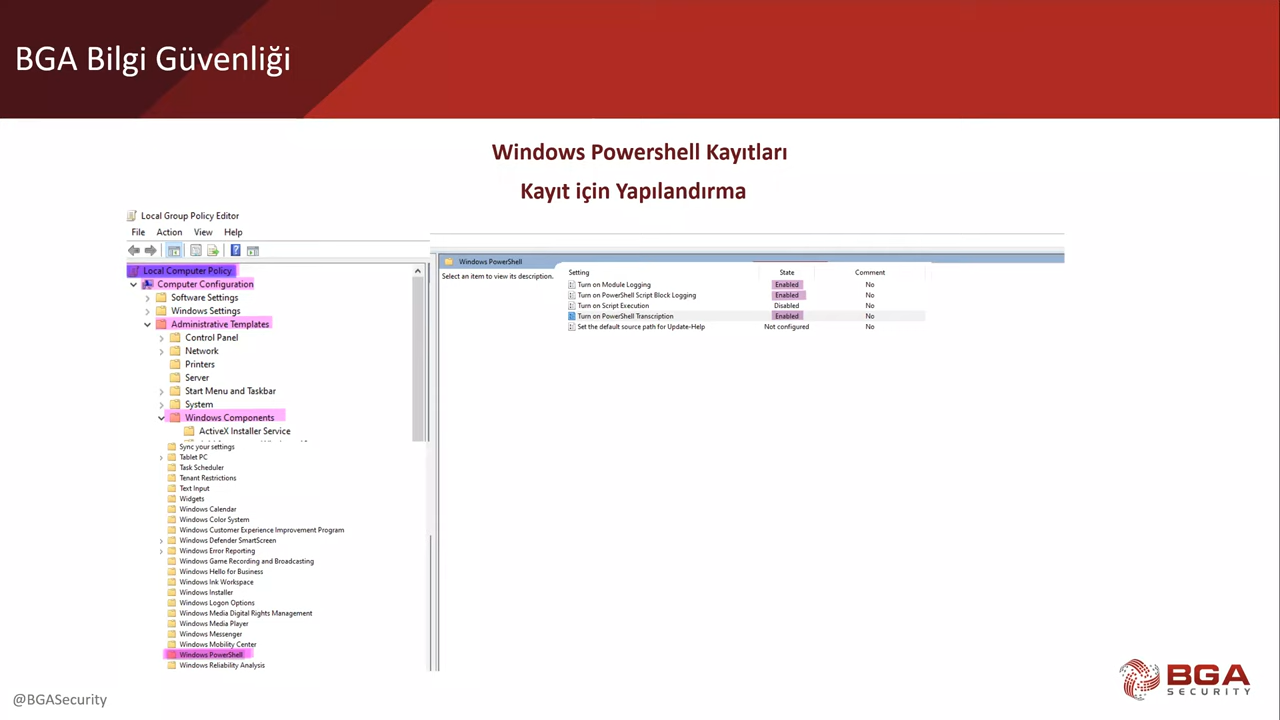 BGA Bilgi Güvenliği
Windows Powershell Kayıtları
Kayıt için Yapılandırma
Local Group Policy Editor
File Action View Help
Local Computer Policy
Computer Configuration
Software Settings
Windows Settings
Administrative Templates
Control Panel
Network
Printers
Server
Start Menu and Taskbar
System
Windows Components
ActiveX Installer Service
Sync your settings
Tablet PC
Task Scheduler
Tenant Restrictions
Text Input
Widgets
Windows Calendar
Windows Color System
Windows Customer Experience Improvement Program
Windows Defender SmartScreen
Windows Error Reporting
Windows Game Recording and Broadcasting
Windows Hello for Business
Windows Ink Workspace
Windows Installer
Windows Logon Options
Windows Media Digital Rights Management
Windows Media Player
Windows Messenger
Windows Mobility Center
Windows PowerShell
Windows Reliability Analysis
Windows PowerShell
Select an item to view its description.
Setting State Comment
Turn on Module Logging Enabled No
Turn on PowerShell Script Block Logging Enabled No
Turn on Script Execution Disabled No
Turn on PowerShell Transcription Enabled No
Set the default source path for Update-Help Not configured No
@BGASecurity
BGA
SECURITY